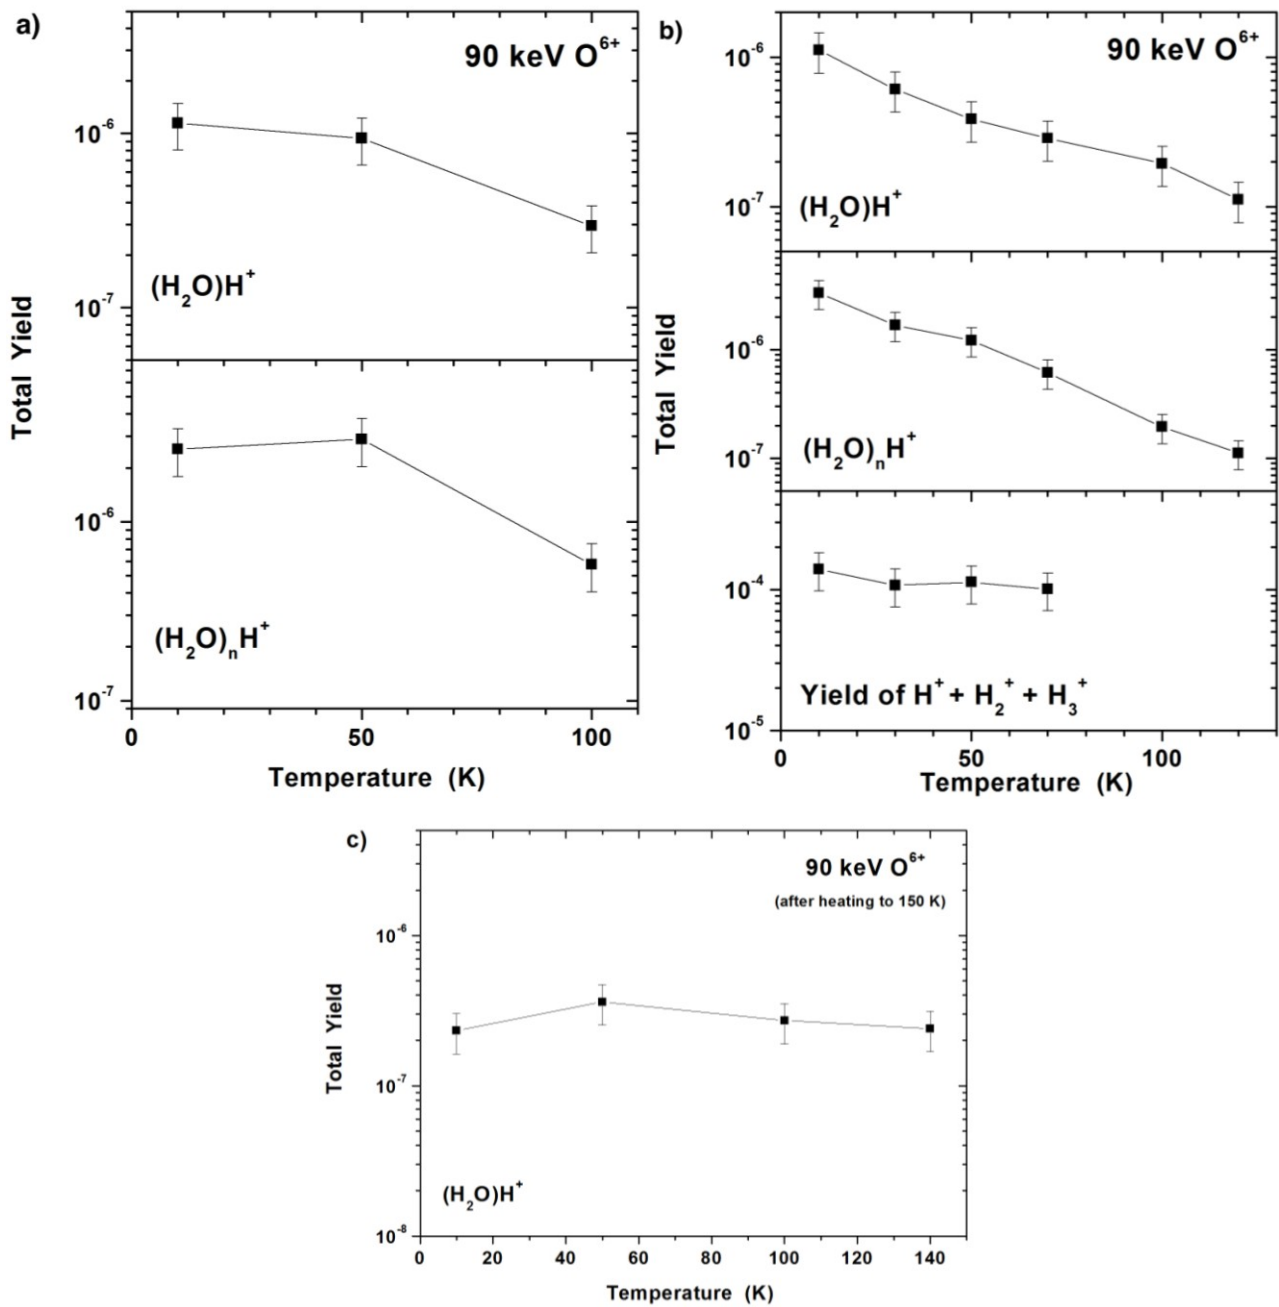 a)
90 keV O⁶⁺
10⁻⁶
(H₂O)H⁺
10⁻⁷
Total Yield
10⁻⁶
(H₂O)ₙH⁺
10⁻⁷
0 50 100
Temperature (K)
b)
90 keV O⁶⁺
10⁻⁶
(H₂O)H⁺
10⁻⁷
Total Yield
10⁻⁶
(H₂O)ₙH⁺
10⁻⁷
10⁻⁴
Yield of H⁺ + H₂⁺ + H₃⁺
10⁻⁵
0 50 100
Temperature (K)
c)
90 keV O⁶⁺
(after heating to 150 K)
10⁻⁶
Total Yield
10⁻⁷
(H₂O)H⁺
10⁻⁸
0 20 40 60 80 100 120 140
Temperature (K)